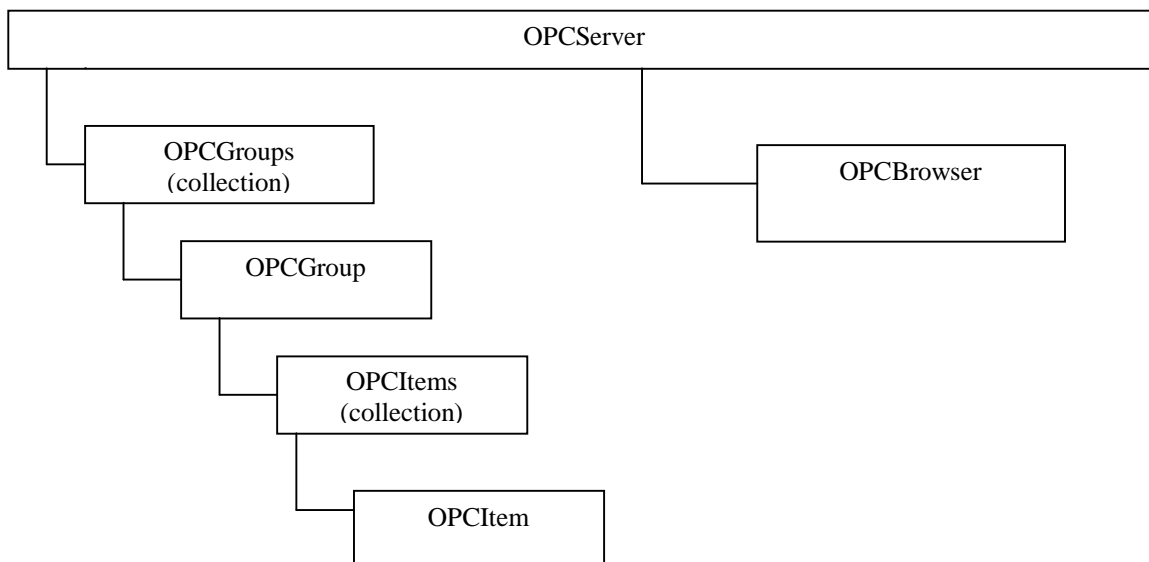 OPCServer
OPCGroups
(collection)
OPCBrowser
OPCGroup
OPCItems
(collection)
OPCItem